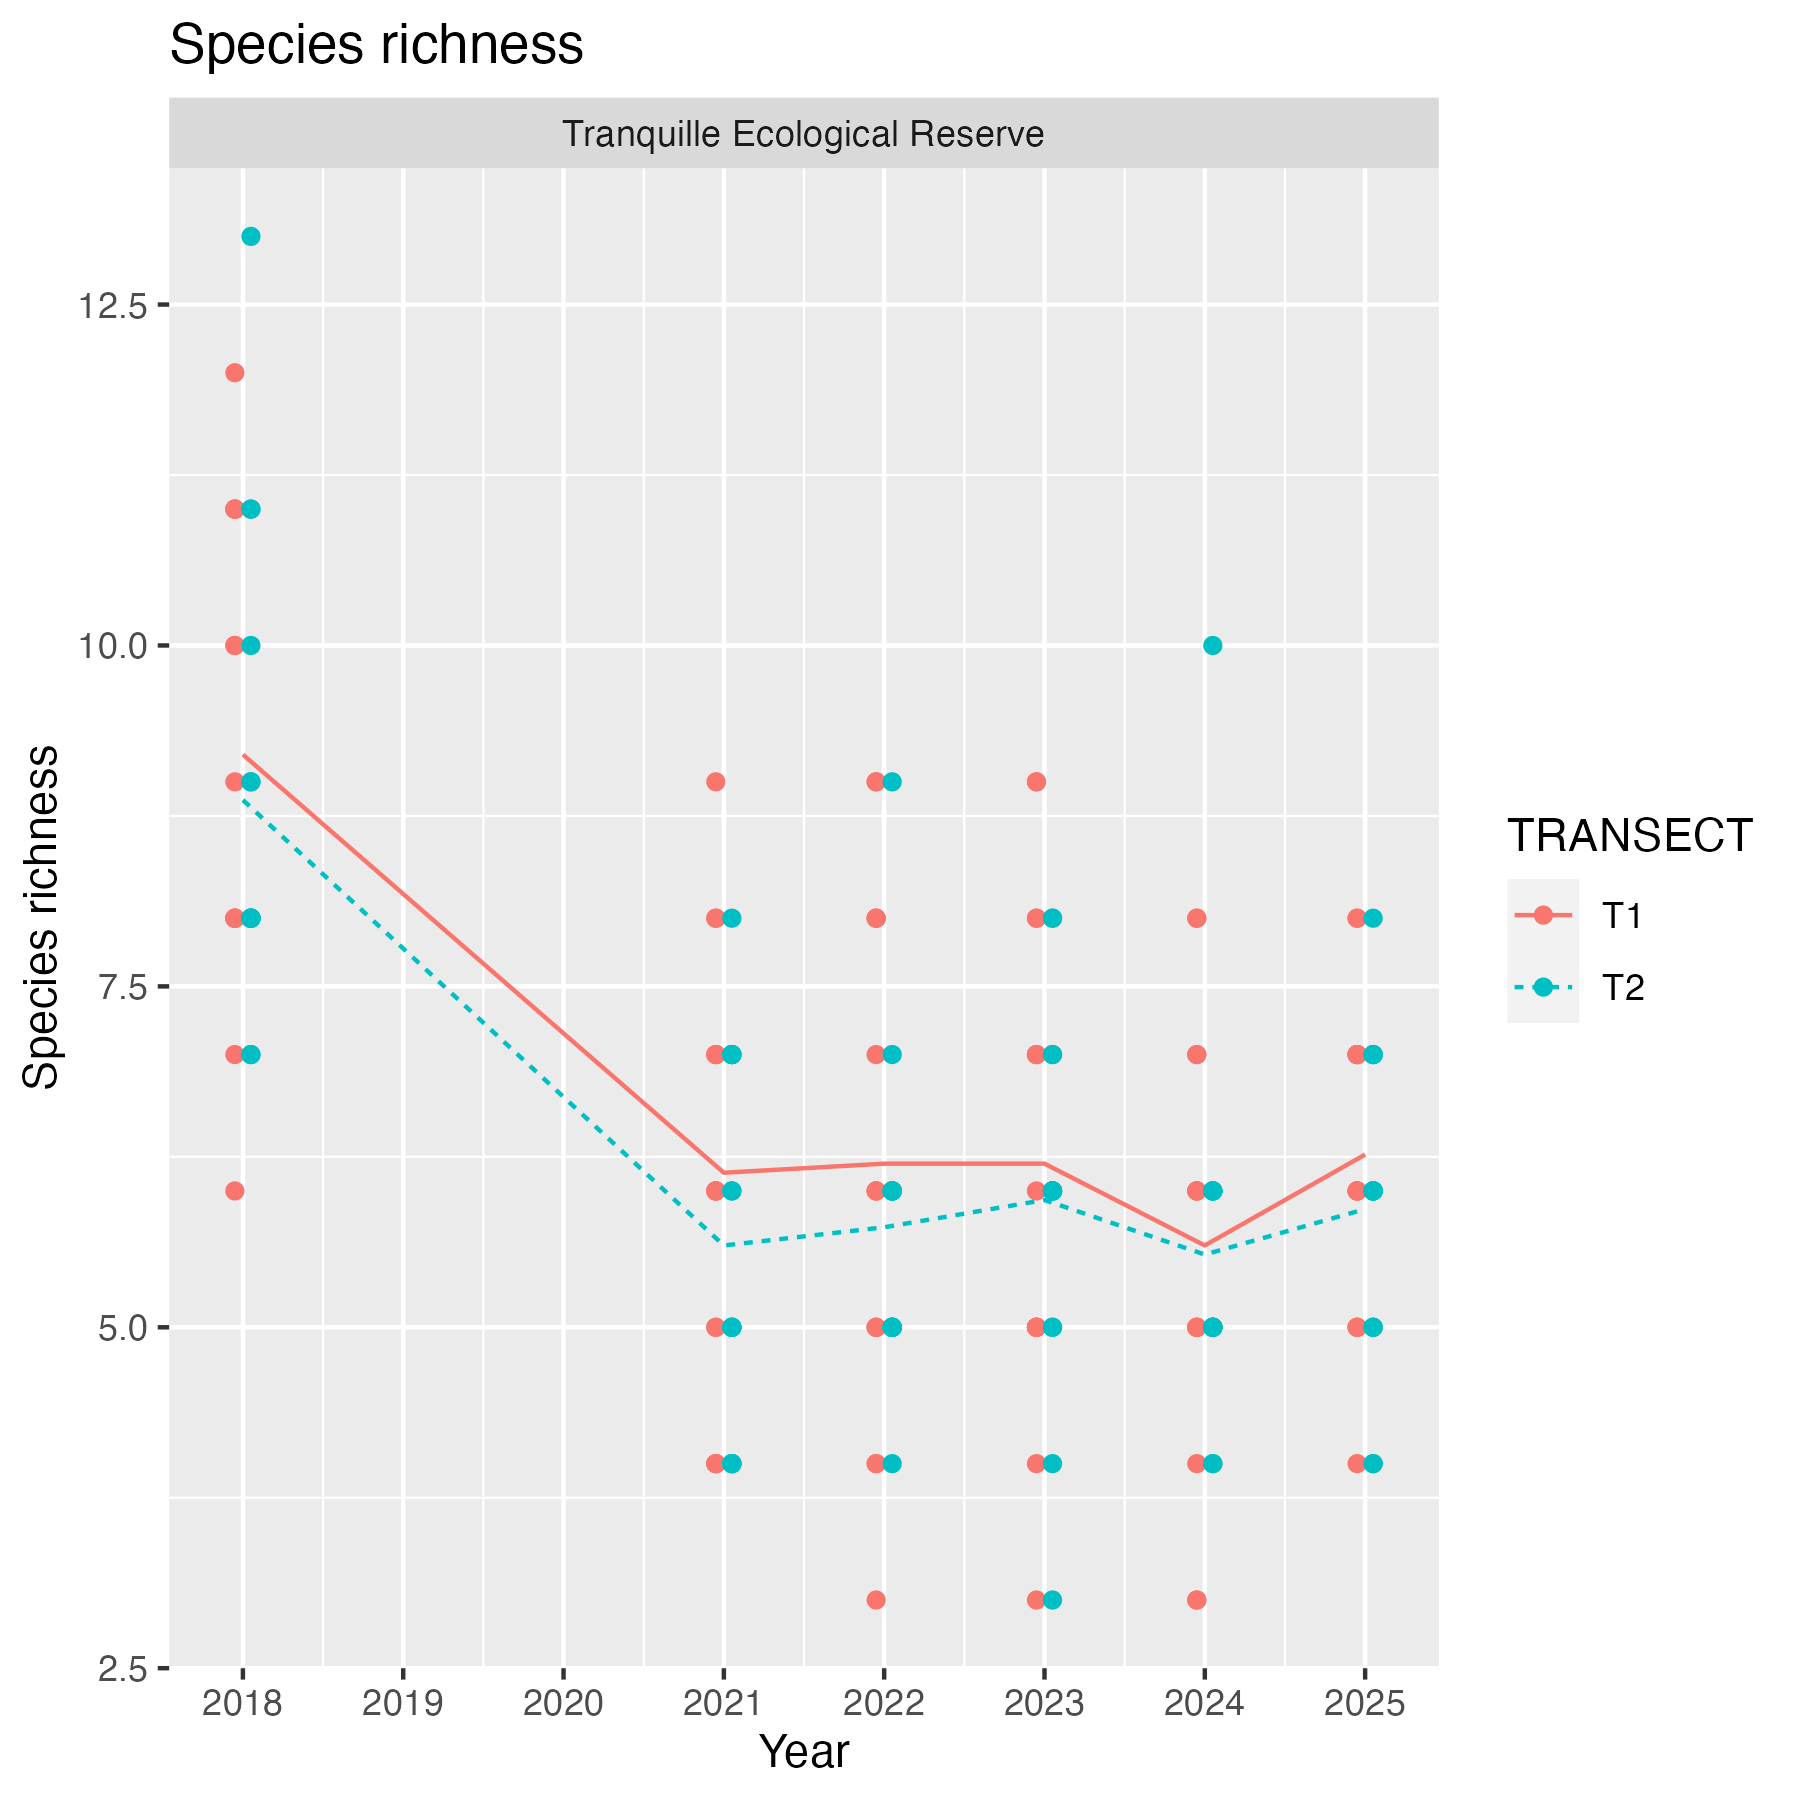 Species richness
Tranquille Ecological Reserve
12.5
10.0
7.5
5.0
2.5
Species richness
2018 2019 2020 2021 2022 2023 2024 2025
Year
TRANSECT
T1
T2